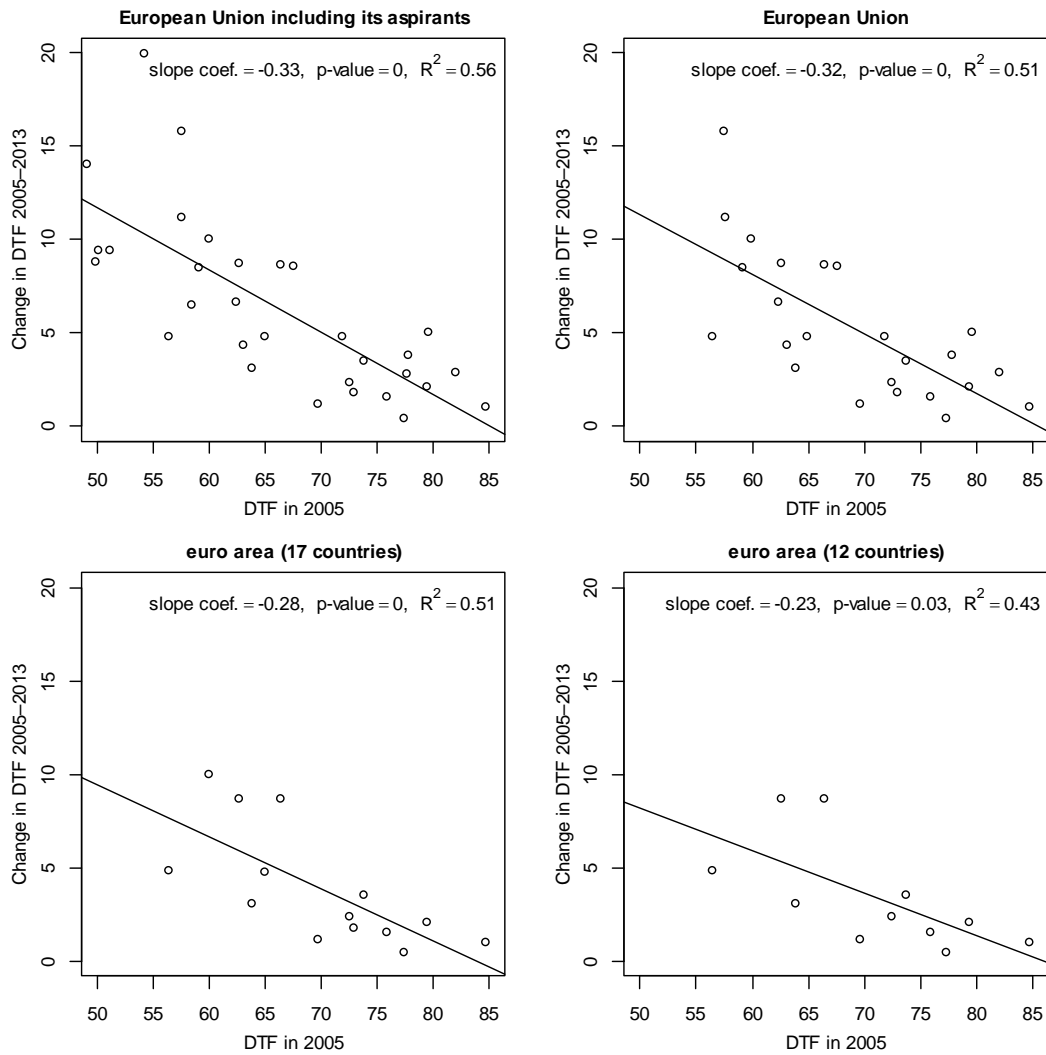 European Union including its aspirants
slope coef. = -0.33, p-value = 0, R² = 0.56
Change in DTF 2005–2013
0
5
10
15
20
50 55 60 65 70 75 80 85
DTF in 2005
European Union
slope coef. = -0.32, p-value = 0, R² = 0.51
Change in DTF 2005–2013
0
5
10
15
20
50 55 60 65 70 75 80 85
DTF in 2005
euro area (17 countries)
slope coef. = -0.28, p-value = 0, R² = 0.51
Change in DTF 2005–2013
0
5
10
15
20
50 55 60 65 70 75 80 85
DTF in 2005
euro area (12 countries)
slope coef. = -0.23, p-value = 0.03, R² = 0.43
Change in DTF 2005–2013
0
5
10
15
20
50 55 60 65 70 75 80 85
DTF in 2005